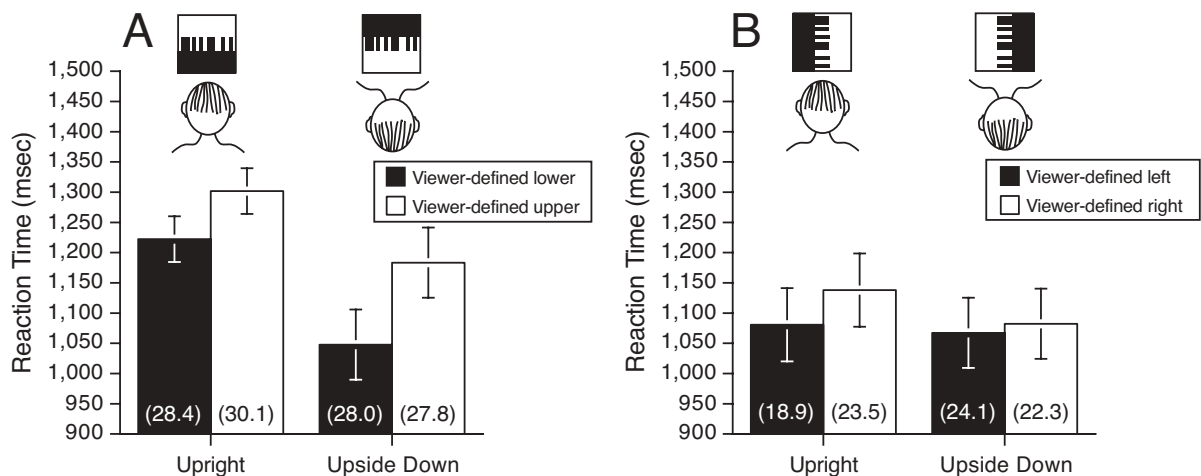 A
1,500
1,450
1,400
1,350
1,300
1,250
1,200
1,150
1,100
1,050
1,000
950
900
Reaction Time (msec)
Viewer-defined lower
Viewer-defined upper
(28.4) (30.1) (28.0) (27.8)
Upright Upside Down
B
1,500
1,450
1,400
1,350
1,300
1,250
1,200
1,150
1,100
1,050
1,000
950
900
Reaction Time (msec)
Viewer-defined left
Viewer-defined right
(18.9) (23.5) (24.1) (22.3)
Upright Upside Down